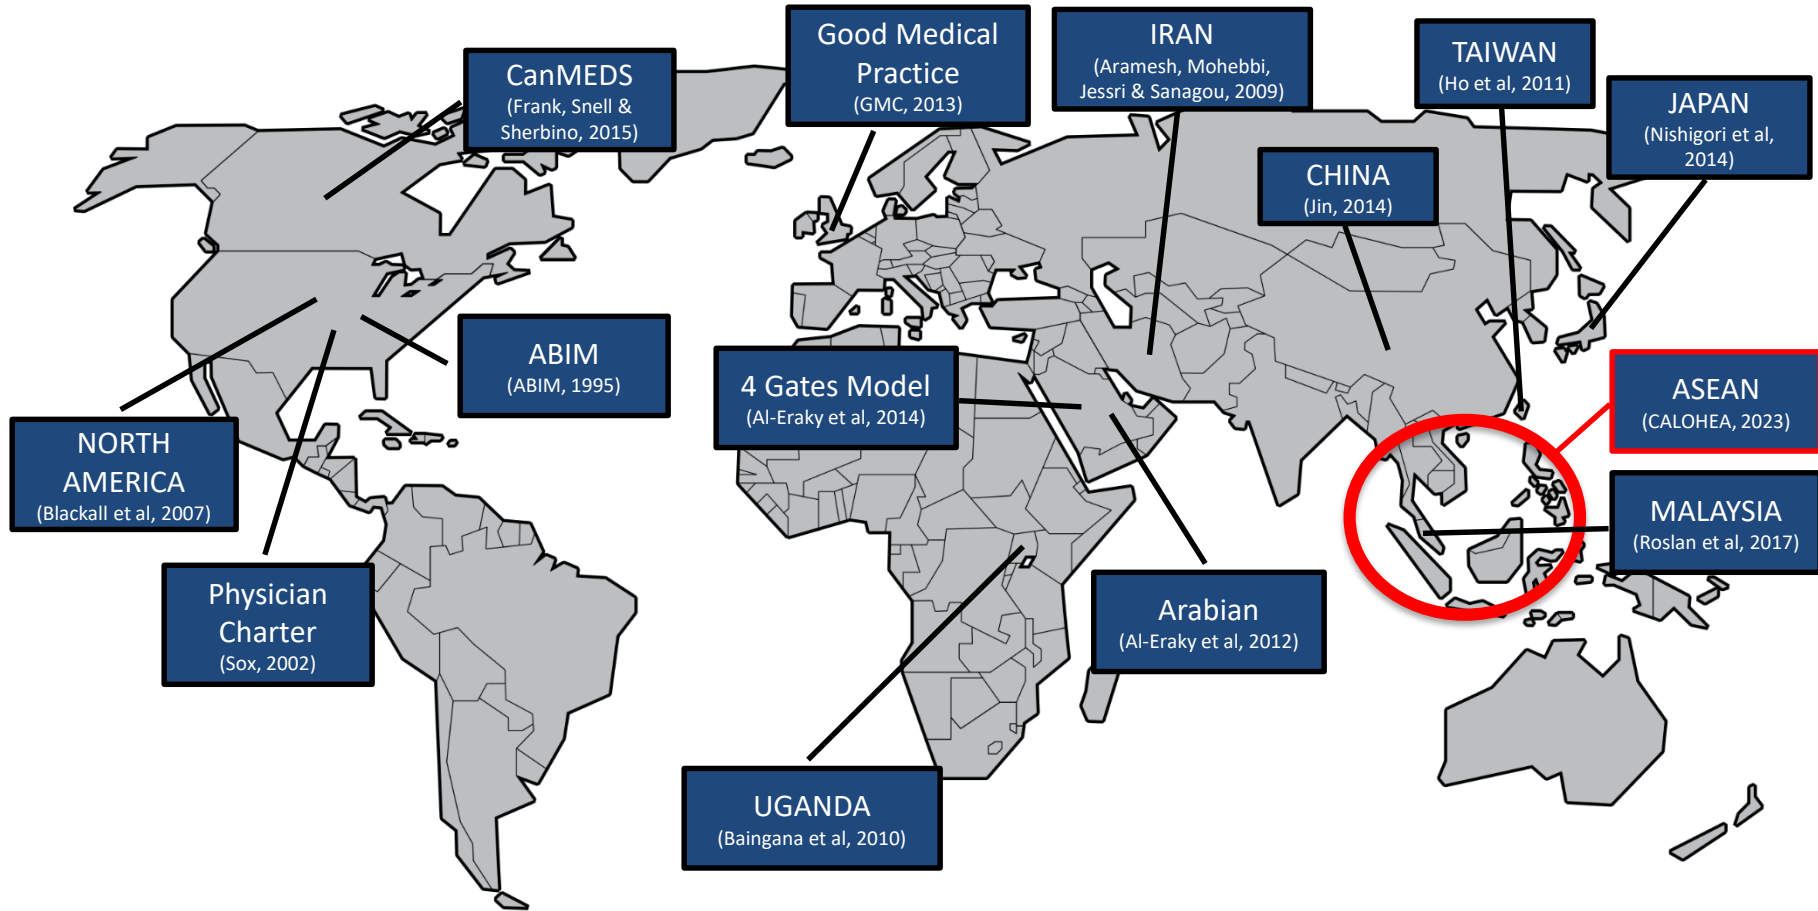 CanMEDS
(Frank, Snell &
Sherbino, 2015)
Good Medical
Practice
(GMC, 2013)
IRAN
(Aramesh, Mohebbi,
Jessri & Sanagou, 2009)
TAIWAN
(Ho et al, 2011)
JAPAN
(Nishigori et al,
2014)
CHINA
(Jin, 2014)
ABIM
(ABIM, 1995)
4 Gates Model
(Al-Eraky et al, 2014)
ASEAN
(CALOHEA, 2023)
NORTH
AMERICA
(Blackall et al, 2007)
MALAYSIA
(Roslan et al, 2017)
Physician
Charter
(Sox, 2002)
Arabian
(Al-Eraky et al, 2012)
UGANDA
(Baingana et al, 2010)